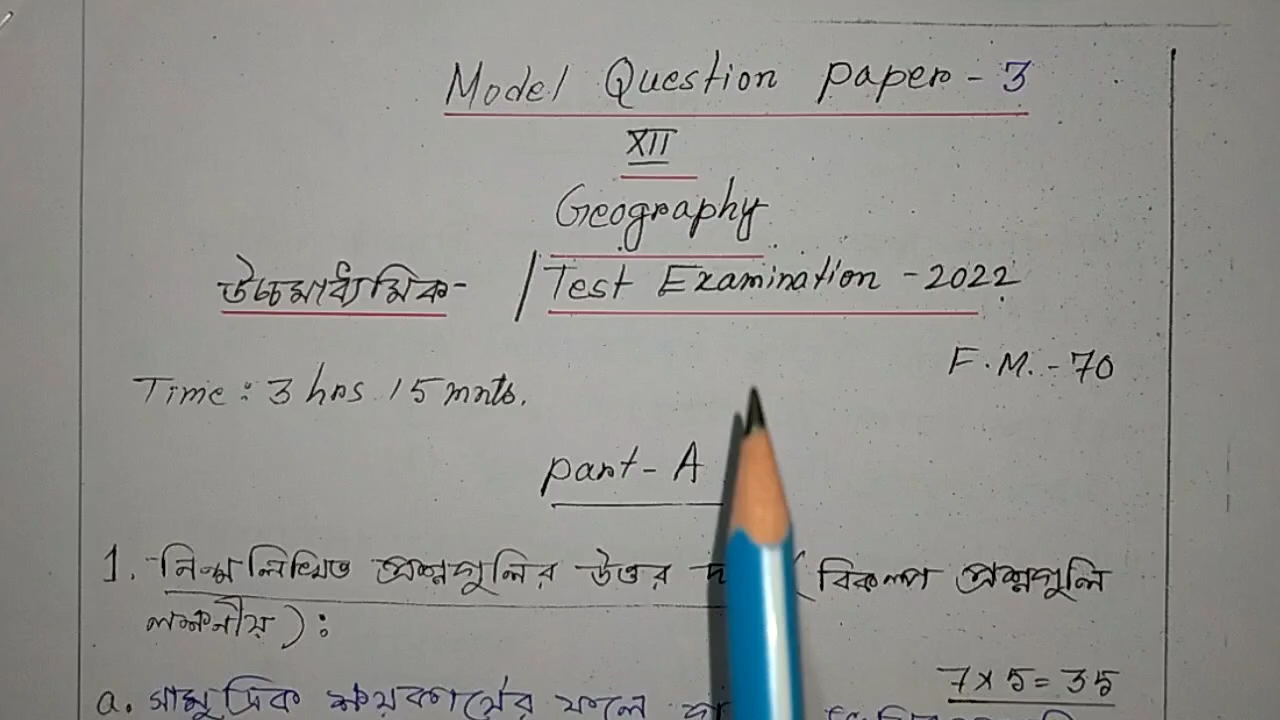 Model Question paper - 3
XII
Geography
উচ্চমাধ্যমিক- / Test Examination - 2022
F.M. - 70
Time : 3 hrs 15 mnts.
part - A
1. নিম্নলিখিত প্রশ্নগুলির উত্তর ( বিকল্প প্রশ্নগুলি
লক্ষনীয় ) :
7 x 5 = 35
a. সামুদ্রিক ক্ষয়কার্যের ফলে